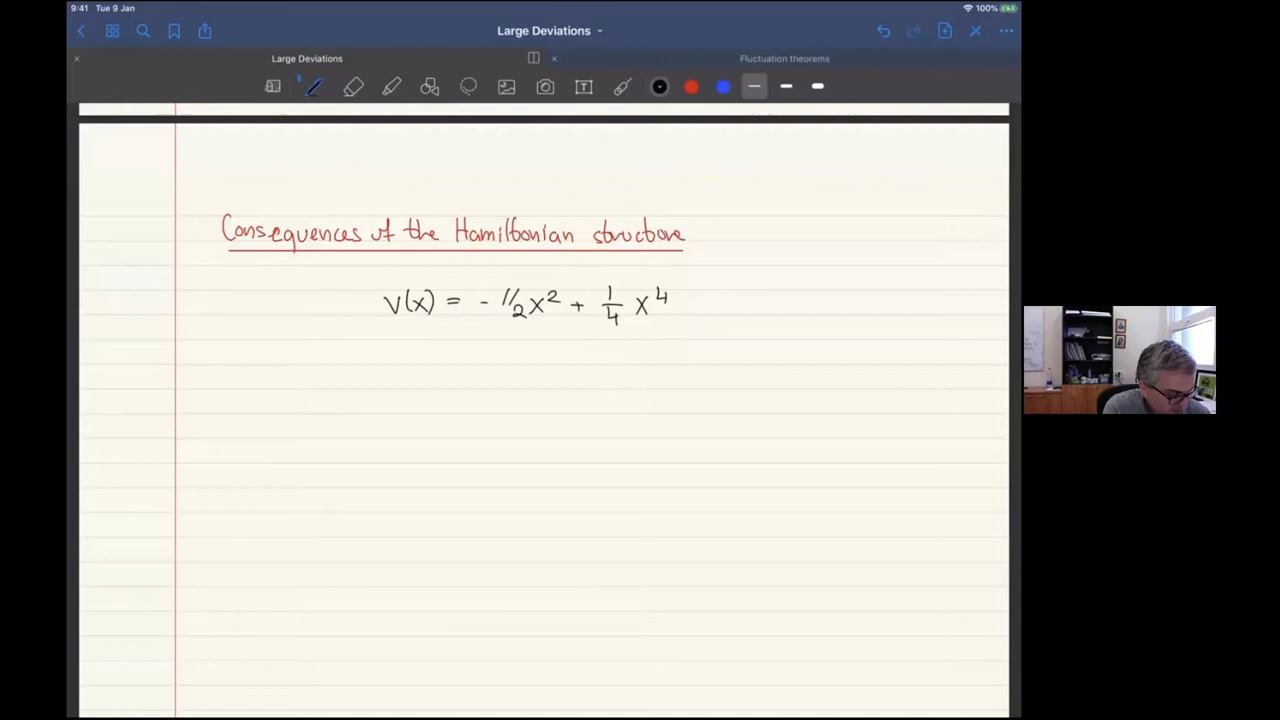 9:41 Tue 9 Jan
100%
Large Deviations
Large Deviations
Fluctuation theorems
Consequences of the Hamiltonian structure
V(x) = - 1/2 x² + 1/4 x⁴